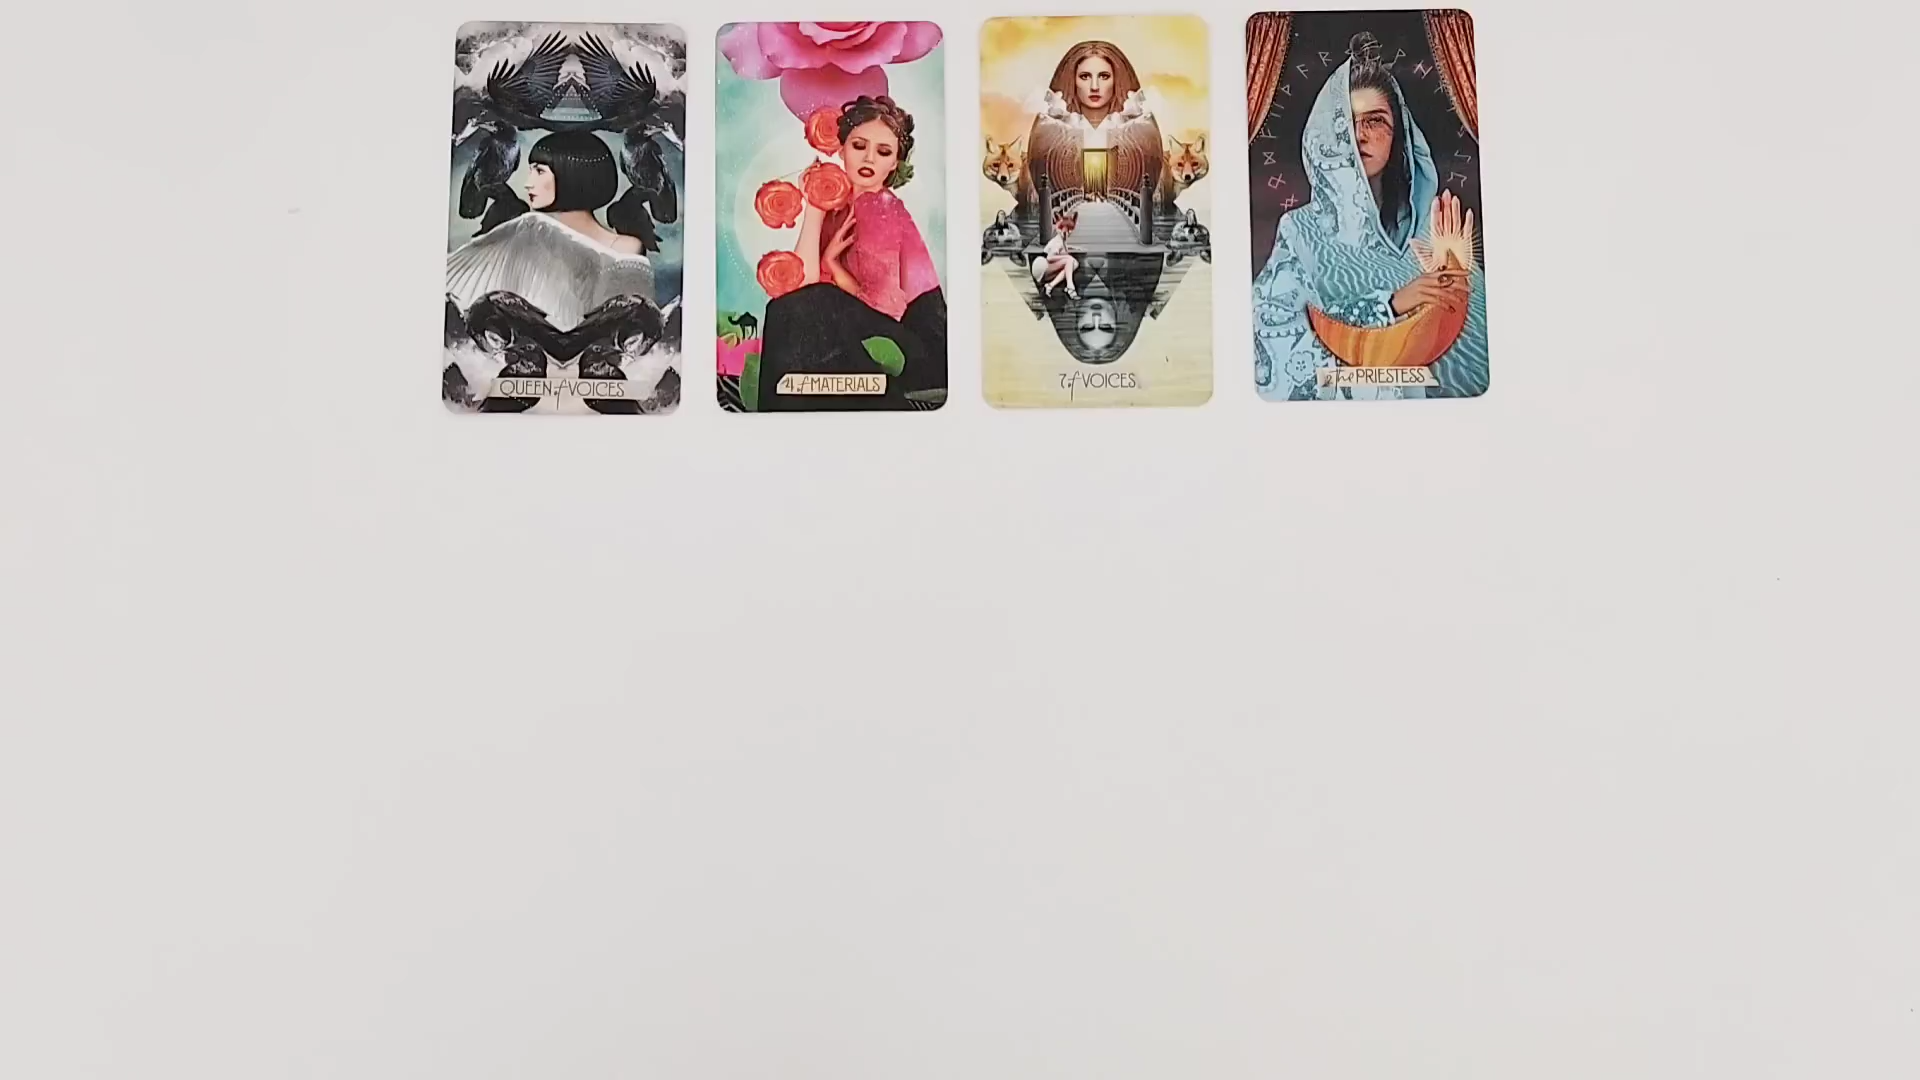 QUEEN of VOICES
4 of MATERIALS
7 of VOICES
2 the PRIESTESS